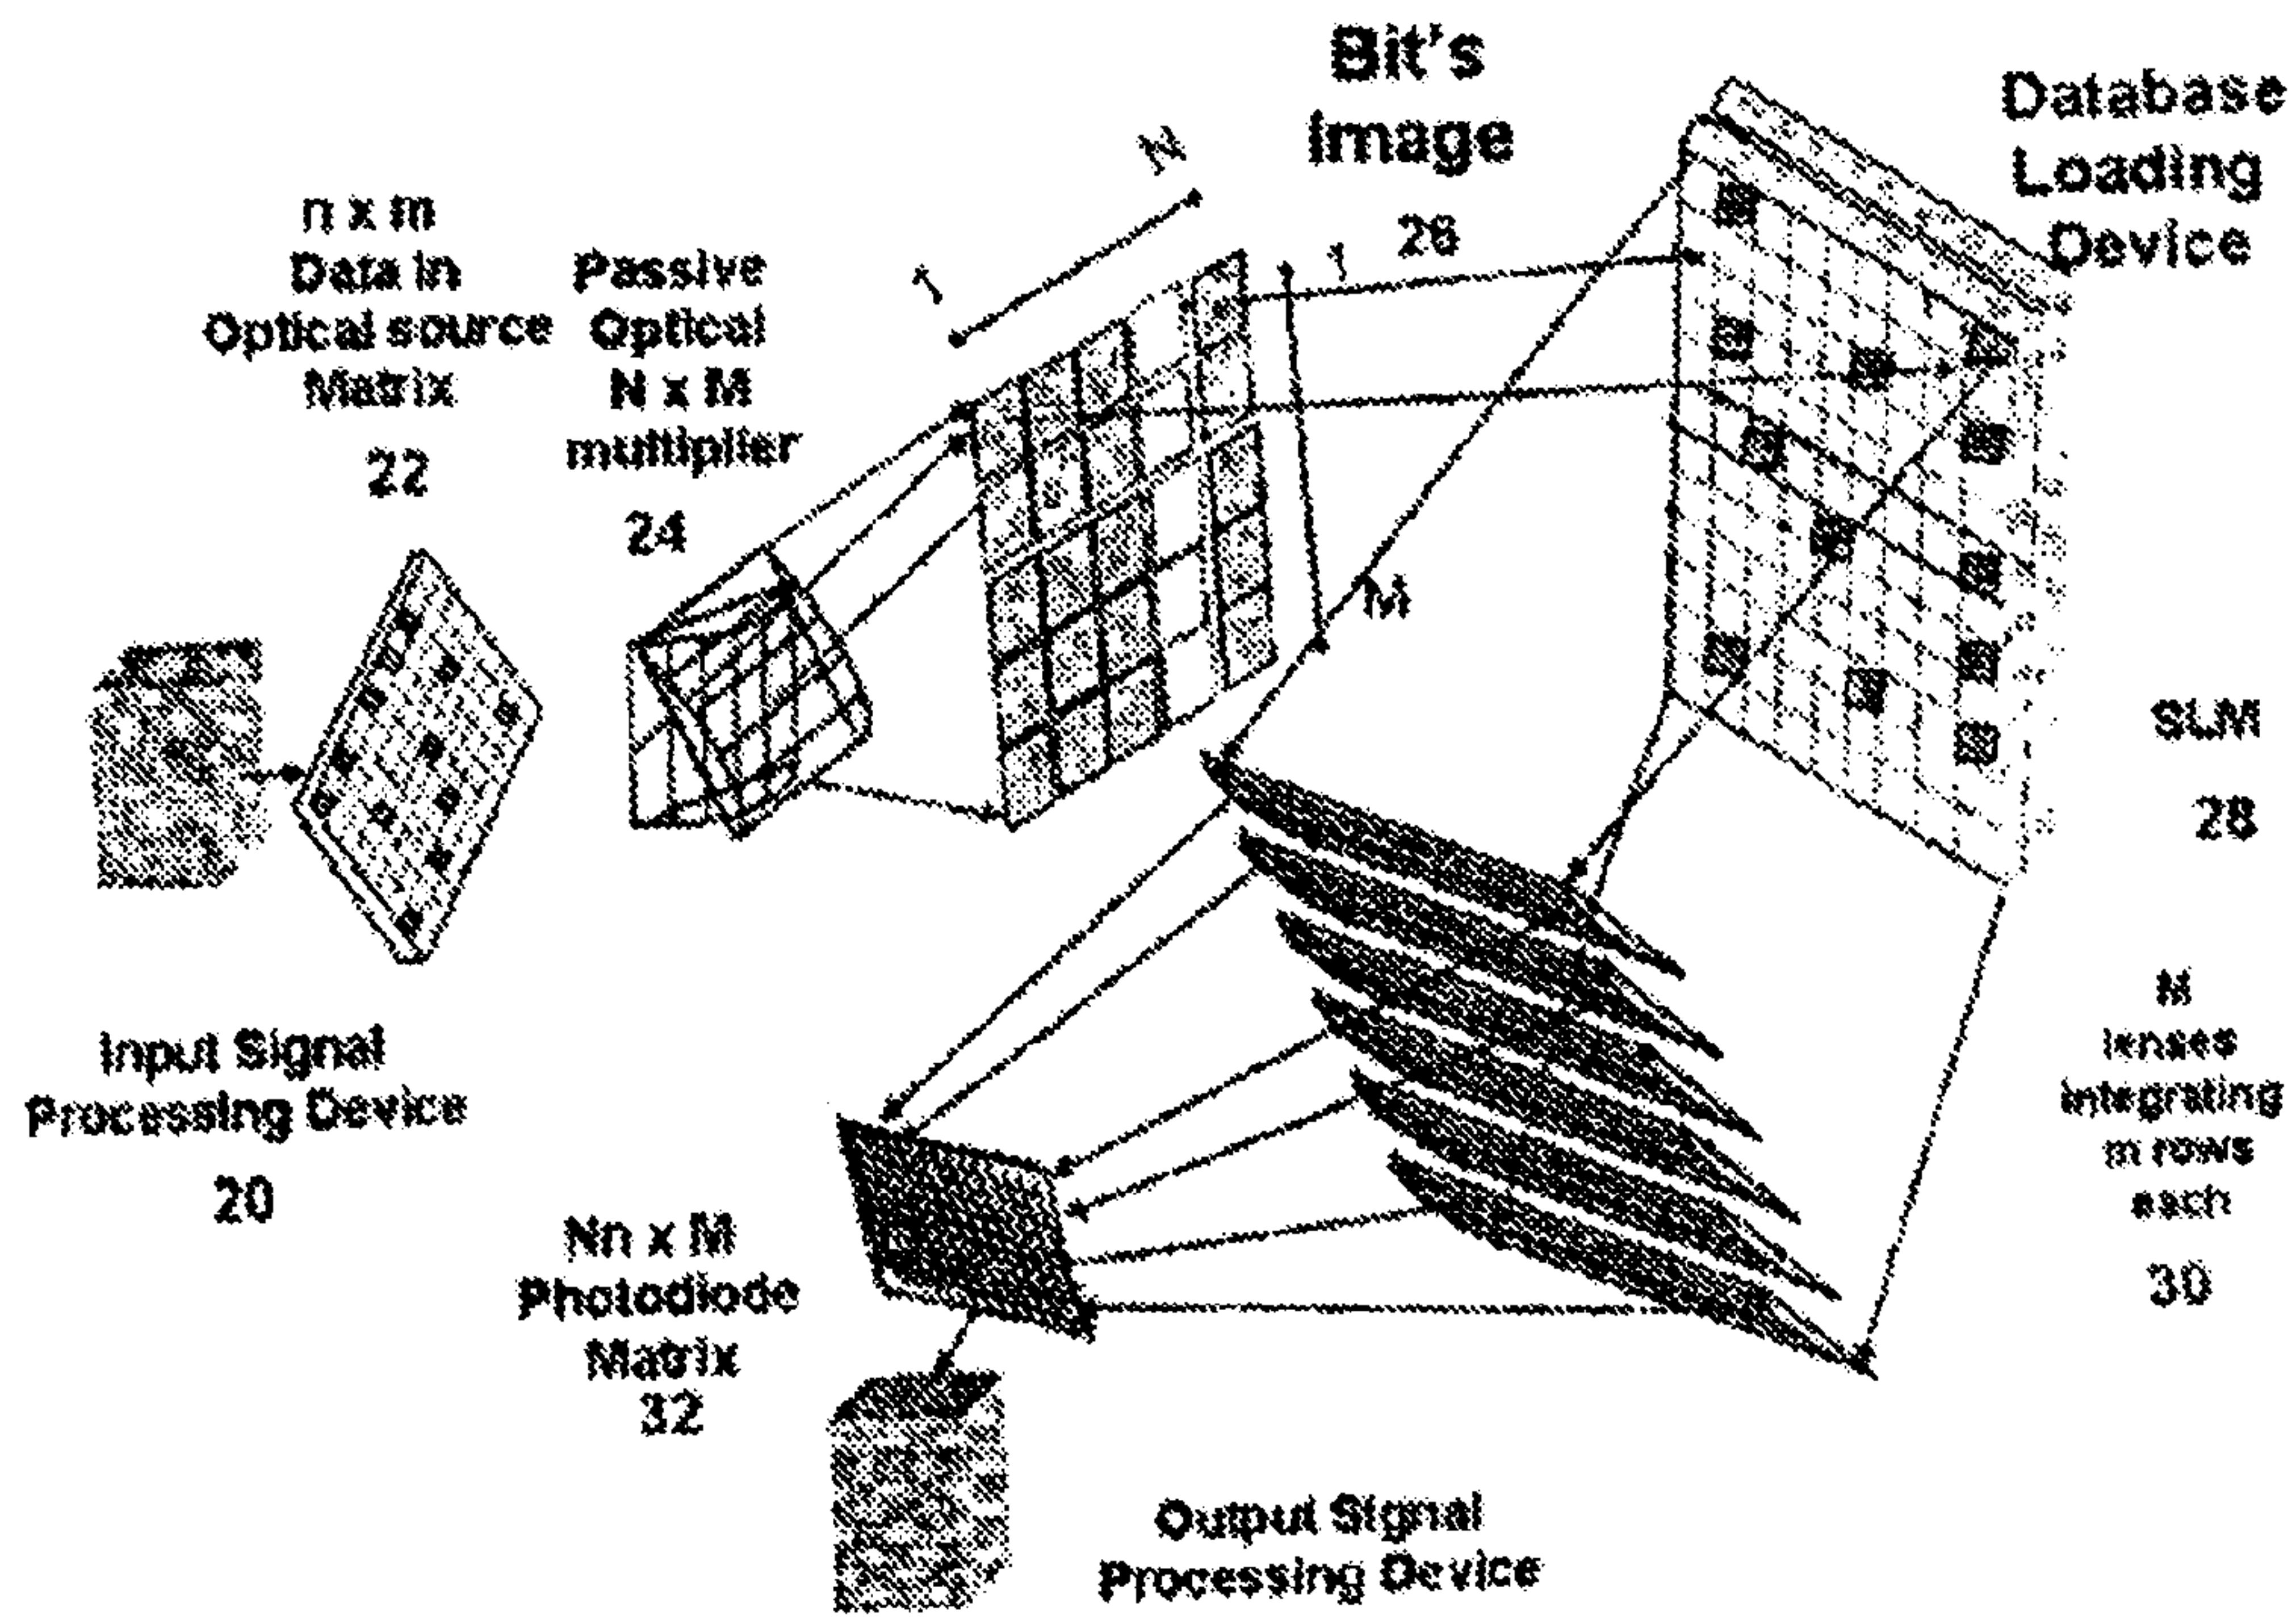 n x m
Data in
Optical source
Matrix
22
Passive
Optical
N x M
multiplier
24
1
N
Bit's
Image
26
1
M
Database
Loading
Device
SLM
28
M
lenses
integrating
m rows
each
30
Input Signal
Processing Device
20
Nn x M
Photodiode
Matrix
32
Output Signal
Processing Device